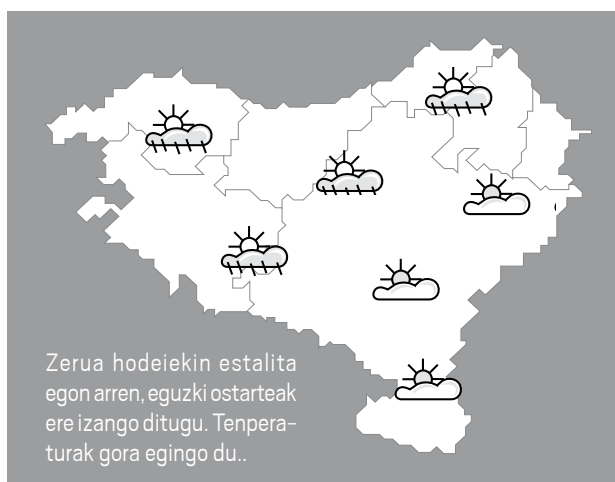 Zerua hodeiekin estalita
egon arren, eguzki ostarteak
ere izango ditugu. Tenpera-
turak gora egingo du..